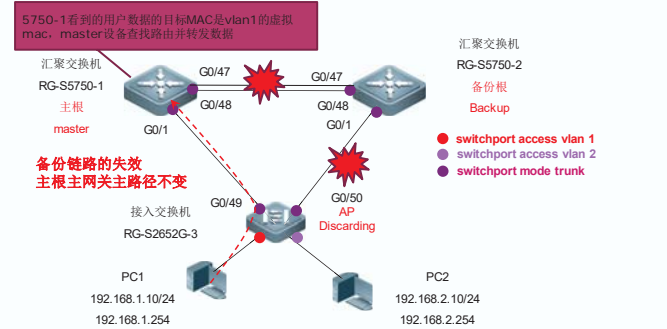 5750-1看到的用户数据的目标MAC是vlan1的虚拟
mac，master设备查找路由并转发数据
汇聚交换机
RG-S5750-1
主根
master
G0/47
G0/48
G0/1
G0/47
G0/48
G0/1
汇聚交换机
RG-S5750-2
备份根
Backup
switchport access vlan 1
switchport access vlan 2
switchport mode trunk
备份链路的失效
主根主网关主路径不变
接入交换机
RG-S2652G-3
G0/49
G0/50
AP
Discarding
PC1
192.168.1.10/24
192.168.1.254
PC2
192.168.2.10/24
192.168.2.254